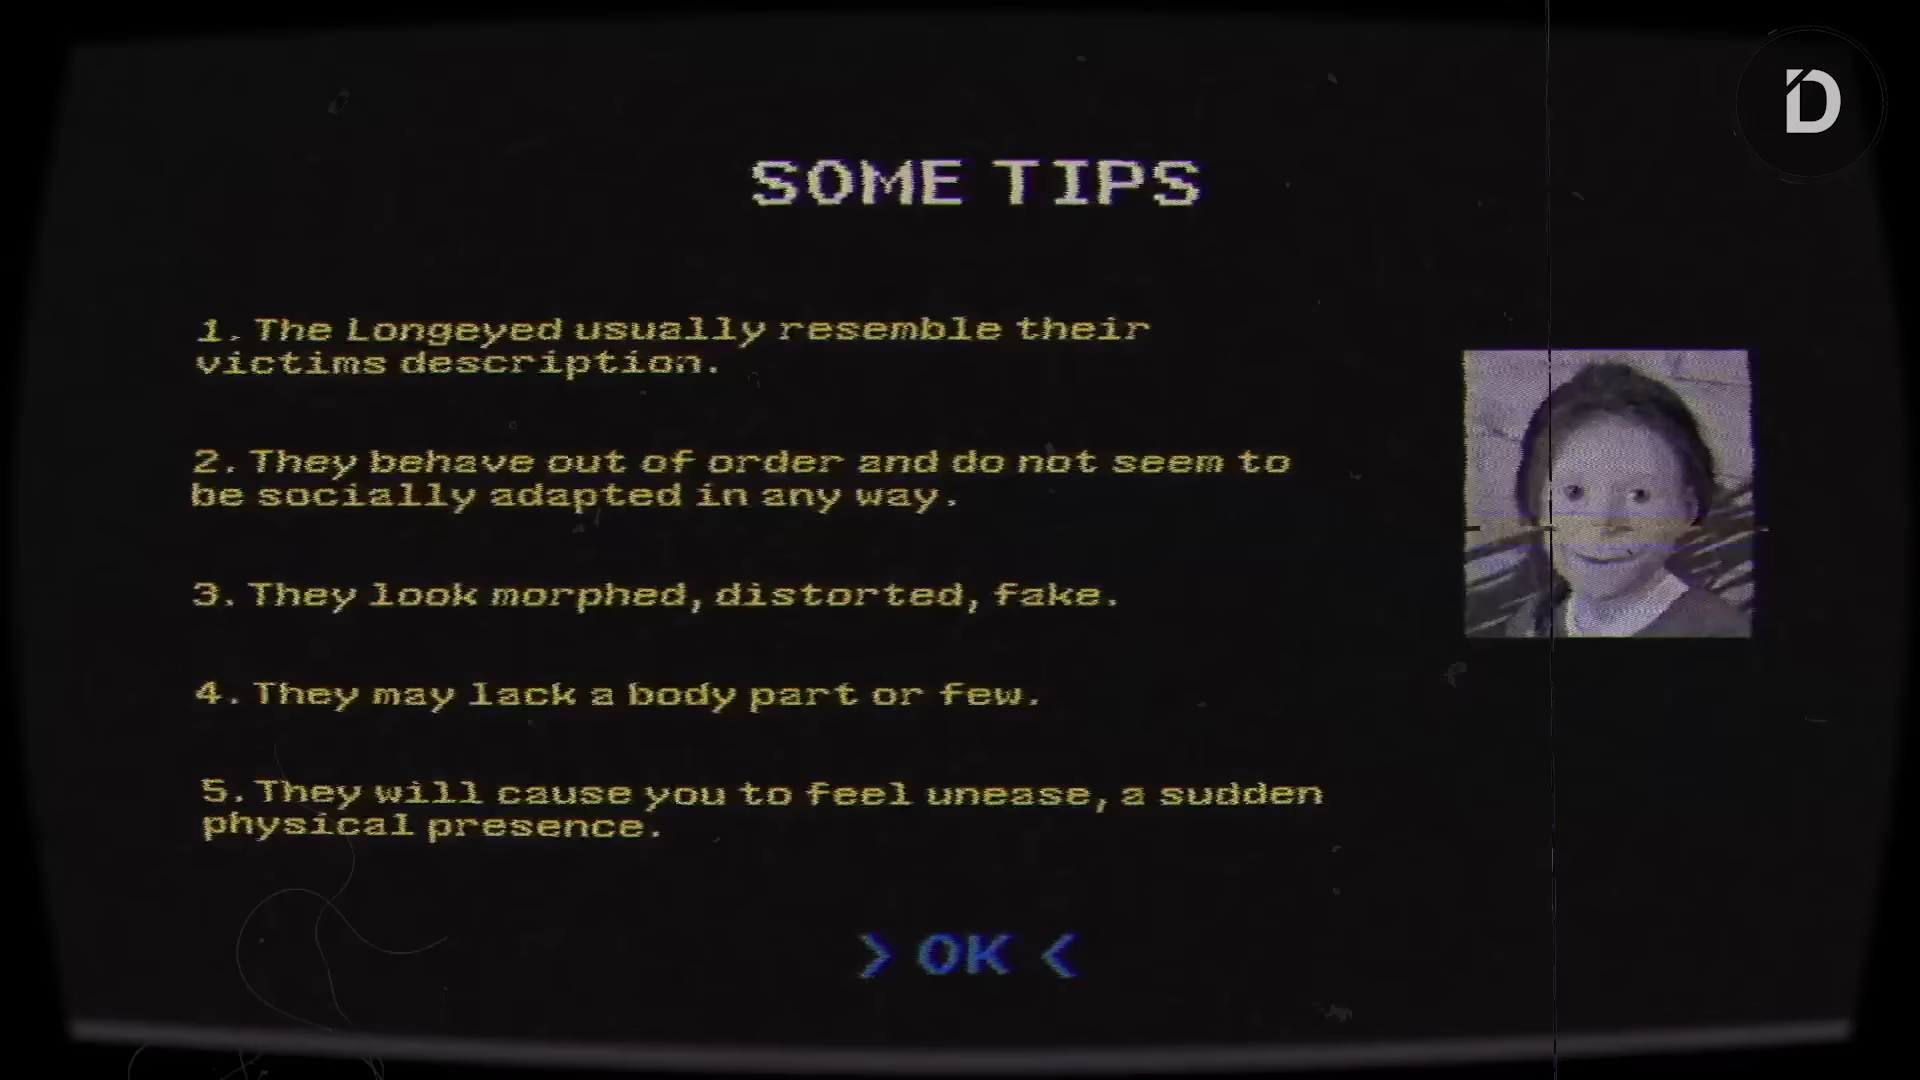 D
SOME TIPS
1. The Longeyed usually resemble their
victims description.
2. They behave out of order and do not seem to
be socially adapted in any way.
3. They look morphed, distorted, fake.
4. They may lack a body part or few.
5. They will cause you to feel unease, a sudden
physical presence.
> OK <